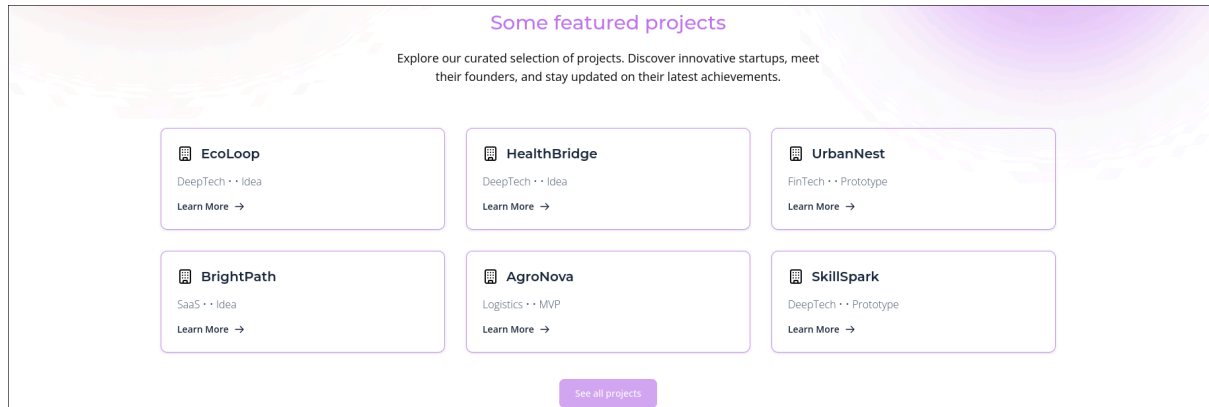 Some featured projects
Explore our curated selection of projects. Discover innovative startups, meet
their founders, and stay updated on their latest achievements.
EcoLoop
DeepTech • • Idea
Learn More →
HealthBridge
DeepTech • • Idea
Learn More →
UrbanNest
FinTech • • Prototype
Learn More →
BrightPath
SaaS • • Idea
Learn More →
AgroNova
Logistics • • MVP
Learn More →
SkillSpark
DeepTech • • Prototype
Learn More →
See all projects